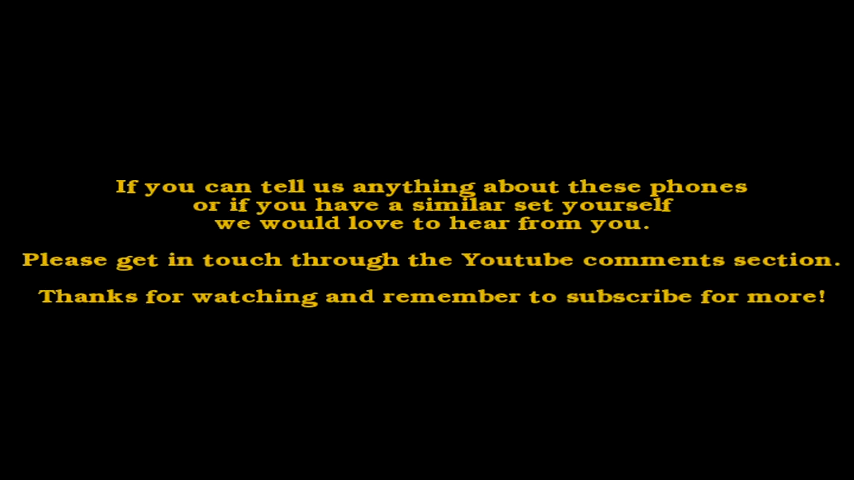 If you can tell us anything about these phones
or if you have a similar set yourself
we would love to hear from you.
Please get in touch through the Youtube comments section.
Thanks for watching and remember to subscribe for more!